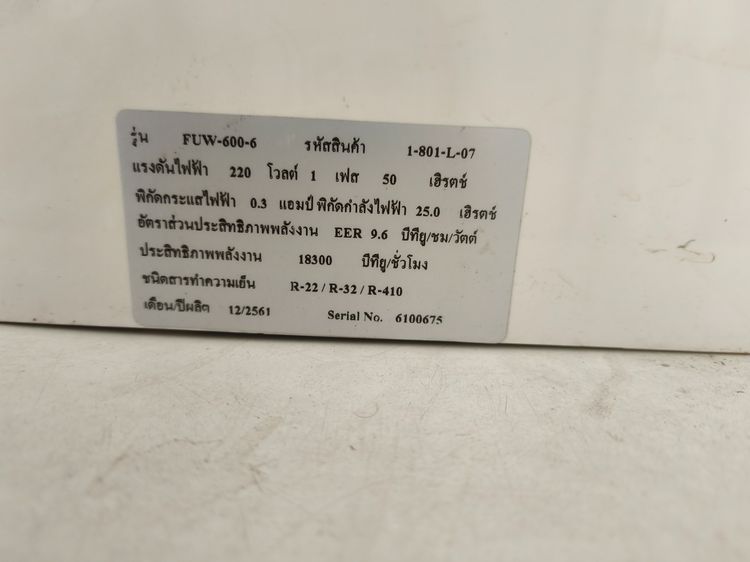 รุ่น FUW-600-6 รหัสสินค้า 1-801-L-07
แรงดันไฟฟ้า 220 โวลต์ 1 เฟส 50 เฮิรตซ์
พิกัดกระแสไฟฟ้า 0.3 แอมป์ พิกัดกำลังไฟฟ้า 25.0 เฮิรตซ์
อัตราส่วนประสิทธิภาพพลังงาน EER 9.6 บีทียู/ชม/วัตต์
ประสิทธิภาพพลังงาน 18300 บีทียู/ชั่วโมง
ชนิดสารทำความเย็น R-22 / R-32 / R-410
เดือน/ปีผลิต 12/2561 Serial No. 6100675